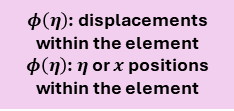 ϕ(η): displacements
within the element
ϕ(η): η or x positions
within the element